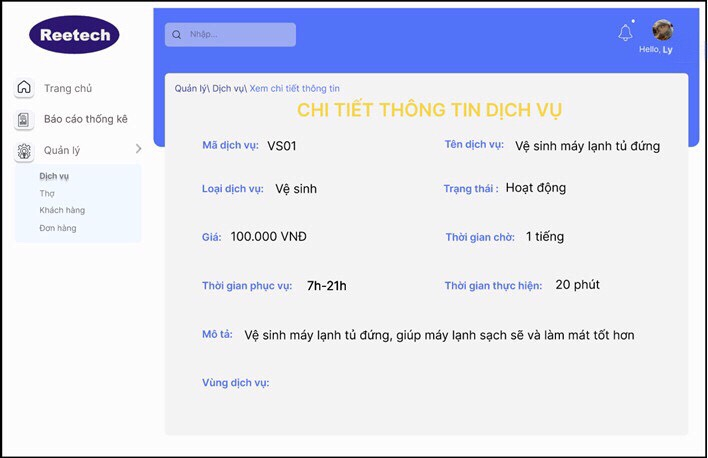 Reetech
Nhập...
Hello, Ly
Trang chủ
Báo cáo thống kê
Quản lý
Dịch vụ
Thợ
Khách hàng
Đơn hàng
Quản lý\ Dịch vụ\ Xem chi tiết thông tin
CHI TIẾT THÔNG TIN DỊCH VỤ
Mã dịch vụ: VS01
Tên dịch vụ: Vệ sinh máy lạnh tủ đứng
Loại dịch vụ: Vệ sinh
Trạng thái : Hoạt động
Giá: 100.000 VNĐ
Thời gian chờ: 1 tiếng
Thời gian phục vụ: 7h-21h
Thời gian thực hiện: 20 phút
Mô tả: Vệ sinh máy lạnh tủ đứng, giúp máy lạnh sạch sẽ và làm mát tốt hơn
Vùng dịch vụ: